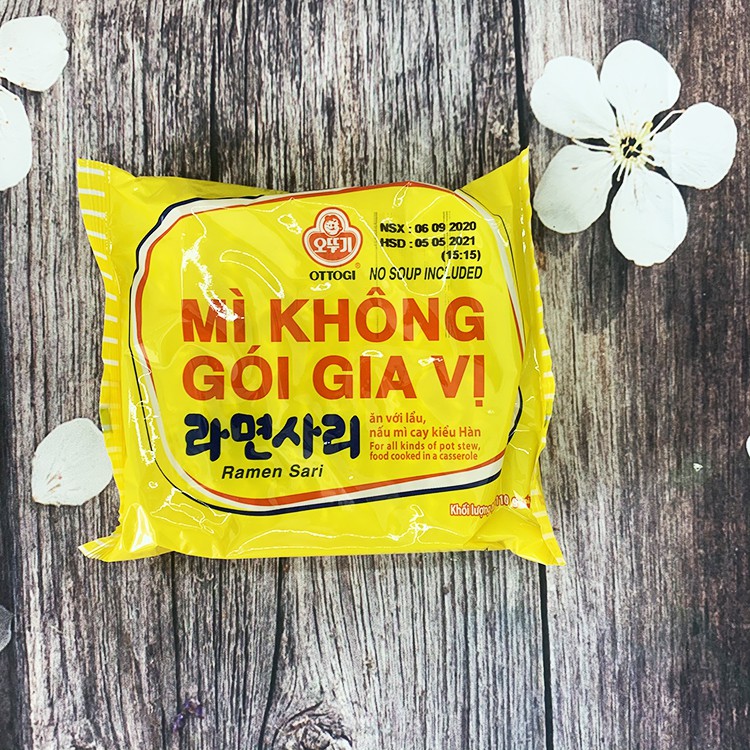 오뚜기
OTTOGI®
NSX : 06 09 2020
HSD : 05 05 2021
(15:15)
NO SOUP INCLUDED
MÌ KHÔNG
GÓI GIA VỊ
라면사리
Ramen Sari
ăn với lẩu,
nấu mì cay kiểu Hàn
For all kinds of pot stew,
food cooked in a casserole
Khối lượng